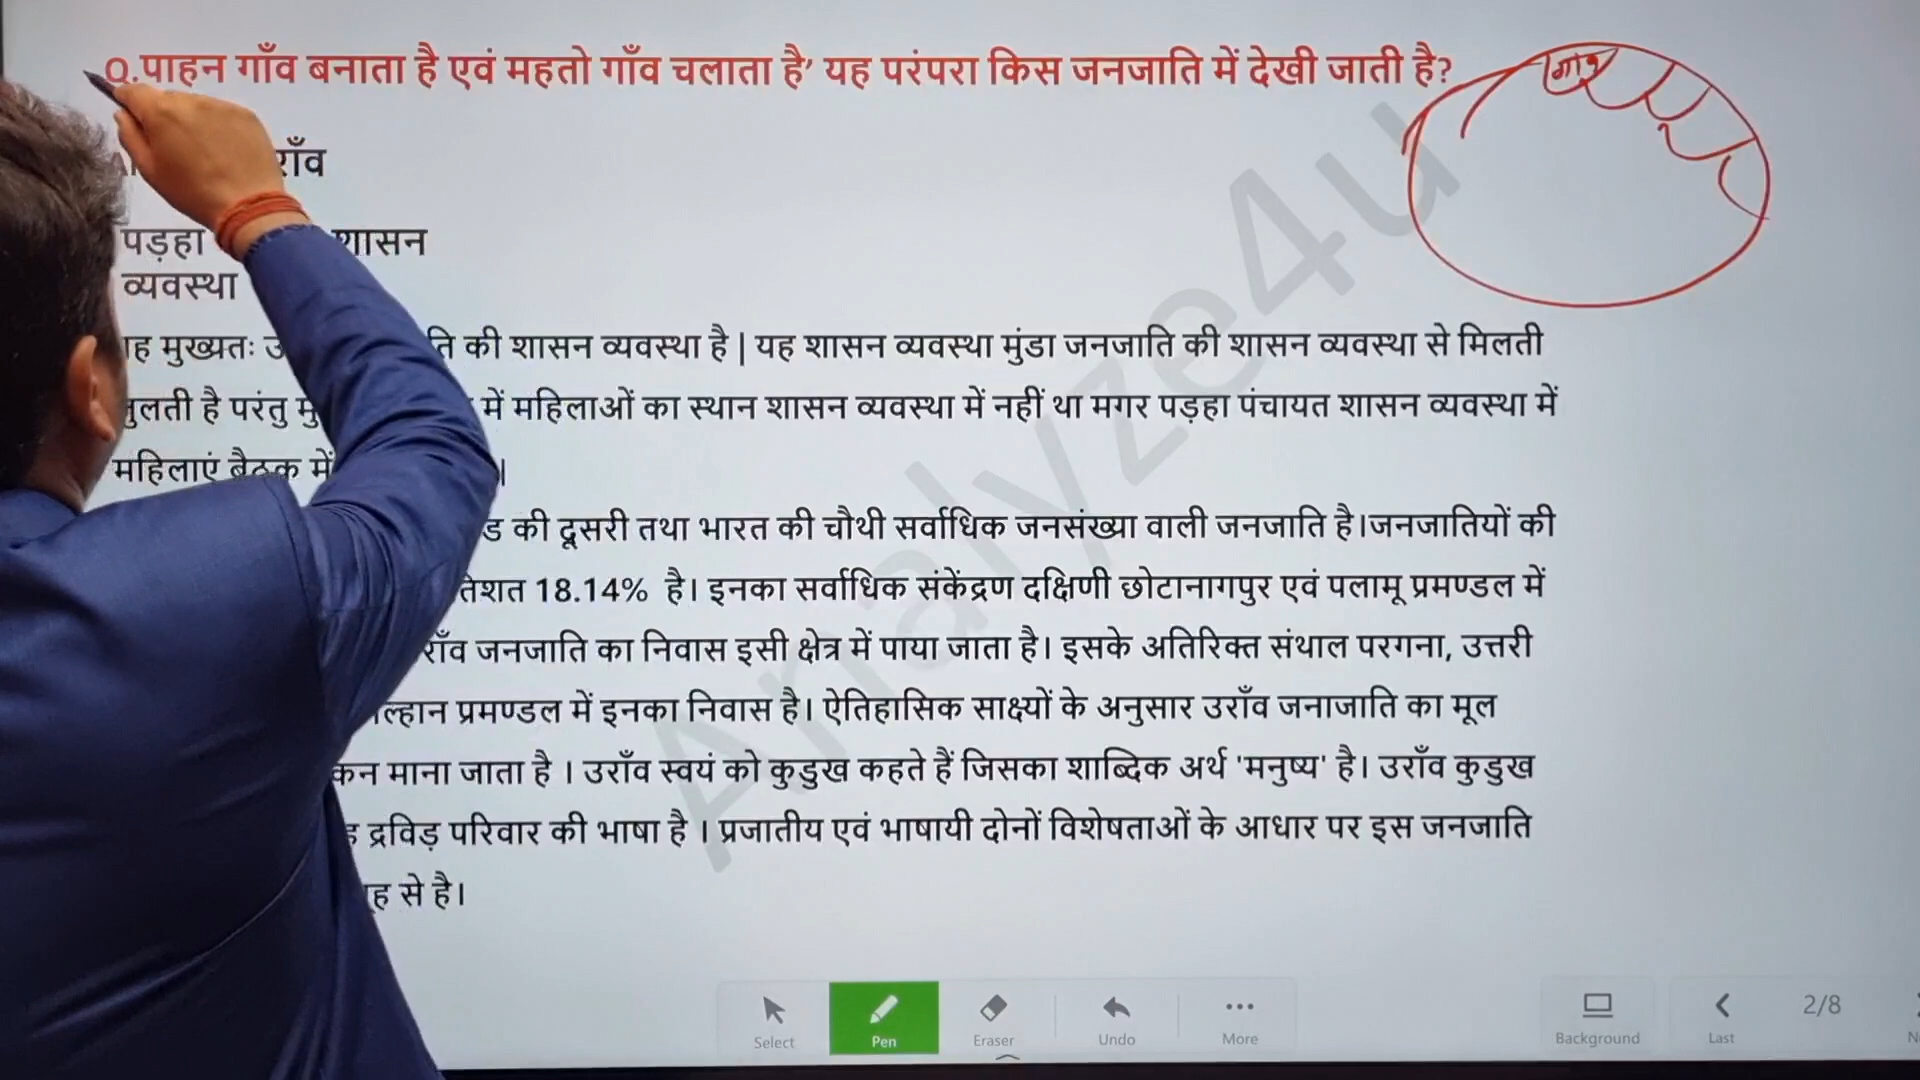 Q.पाहन गाँव बनाता है एवं महतो गाँव चलाता है’ यह परंपरा किस जनजाति में देखी जाती है?
गांव
पड़हा शासन
व्यवस्था
मुख्यतः की शासन व्यवस्था है | यह शासन व्यवस्था मुंडा जनजाति की शासन व्यवस्था से मिलती
है परंतु में महिलाओं का स्थान शासन व्यवस्था में नहीं था मगर पड़हा पंचायत शासन व्यवस्था में
महिलाएं बैठक में |
की दूसरी तथा भारत की चौथी सर्वाधिक जनसंख्या वाली जनजाति है।जनजातियों की
18.14% है। इनका सर्वाधिक संकेंद्रण दक्षिणी छोटानागपुर एवं पलामू प्रमण्डल में
जनजाति का निवास इसी क्षेत्र में पाया जाता है। इसके अतिरिक्त संथाल परगना, उत्तरी
प्रमण्डल में इनका निवास है। ऐतिहासिक साक्ष्यों के अनुसार उराँव जनाजाति का मूल
माना जाता है । उराँव स्वयं को कुडुख कहते हैं जिसका शाब्दिक अर्थ 'मनुष्य' है। उराँव कुडुख
द्रविड़ परिवार की भाषा है । प्रजातीय एवं भाषायी दोनों विशेषताओं के आधार पर इस जनजाति
से है।
Analyze4u
Select Pen Eraser Undo More Background Last 2/8